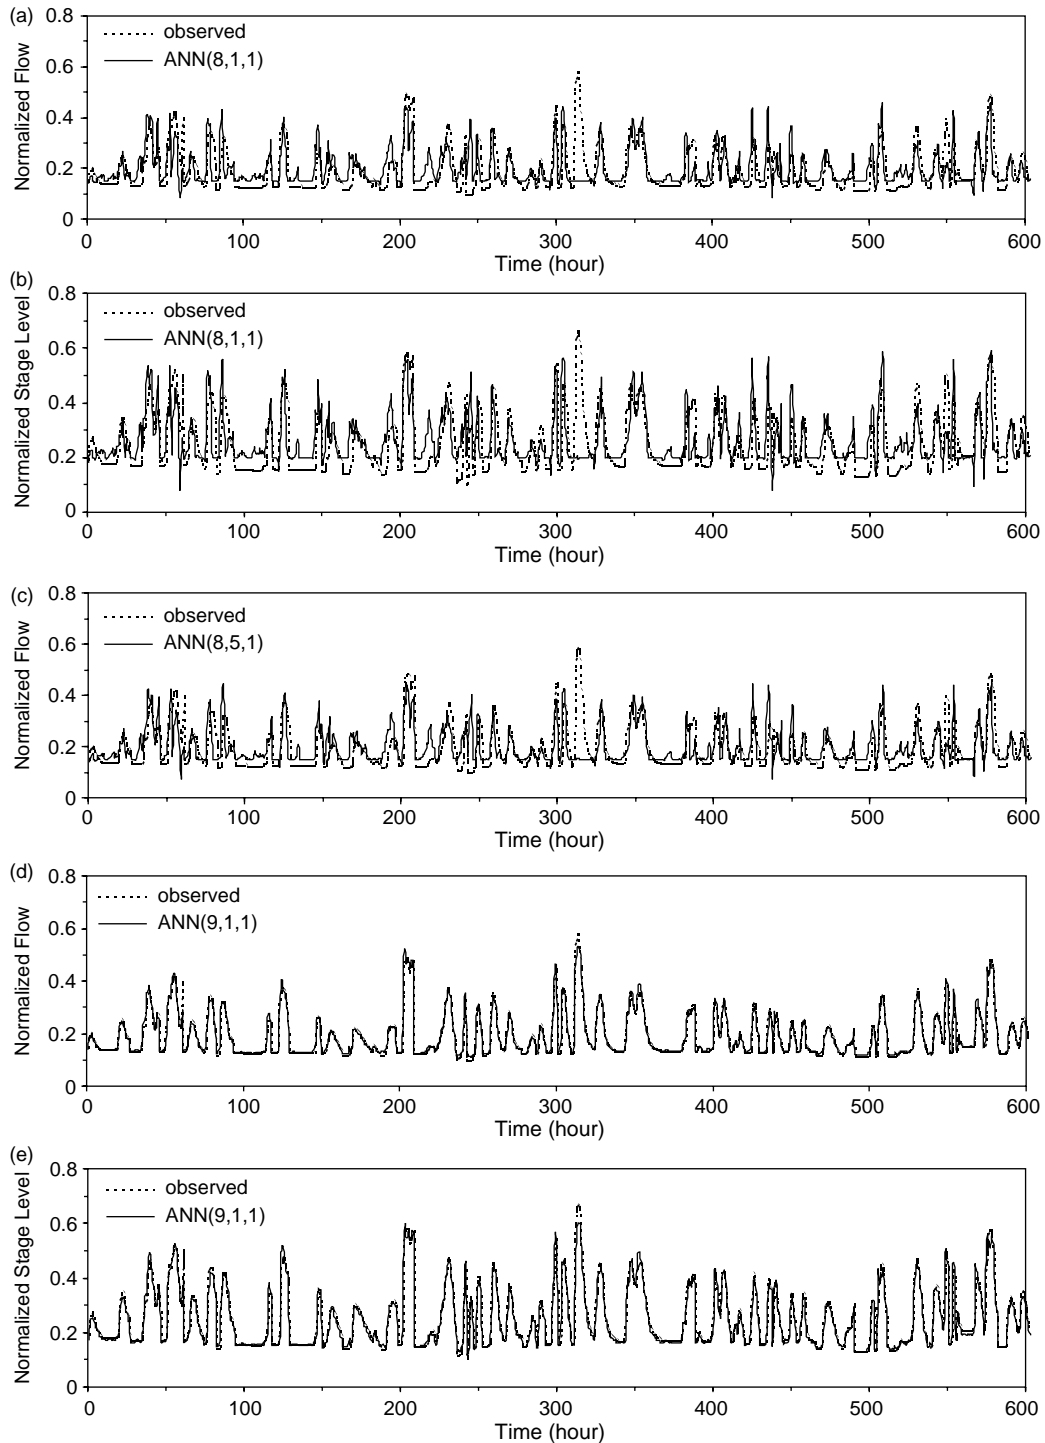 (a)
Normalized Flow
0.8
0.6
0.4
0.2
0
observed
ANN(8,1,1)
0 100 200 300 400 500 600
Time (hour)
(b)
Normalized Stage Level
0.8
0.6
0.4
0.2
0
observed
ANN(8,1,1)
0 100 200 300 400 500 600
Time (hour)
(c)
Normalized Flow
0.8
0.6
0.4
0.2
0
observed
ANN(8,5,1)
0 100 200 300 400 500 600
Time (hour)
(d)
Normalized Flow
0.8
0.6
0.4
0.2
0
observed
ANN(9,1,1)
0 100 200 300 400 500 600
Time (hour)
(e)
Normalized Stage Level
0.8
0.6
0.4
0.2
0
observed
ANN(9,1,1)
0 100 200 300 400 500 600
Time (hour)